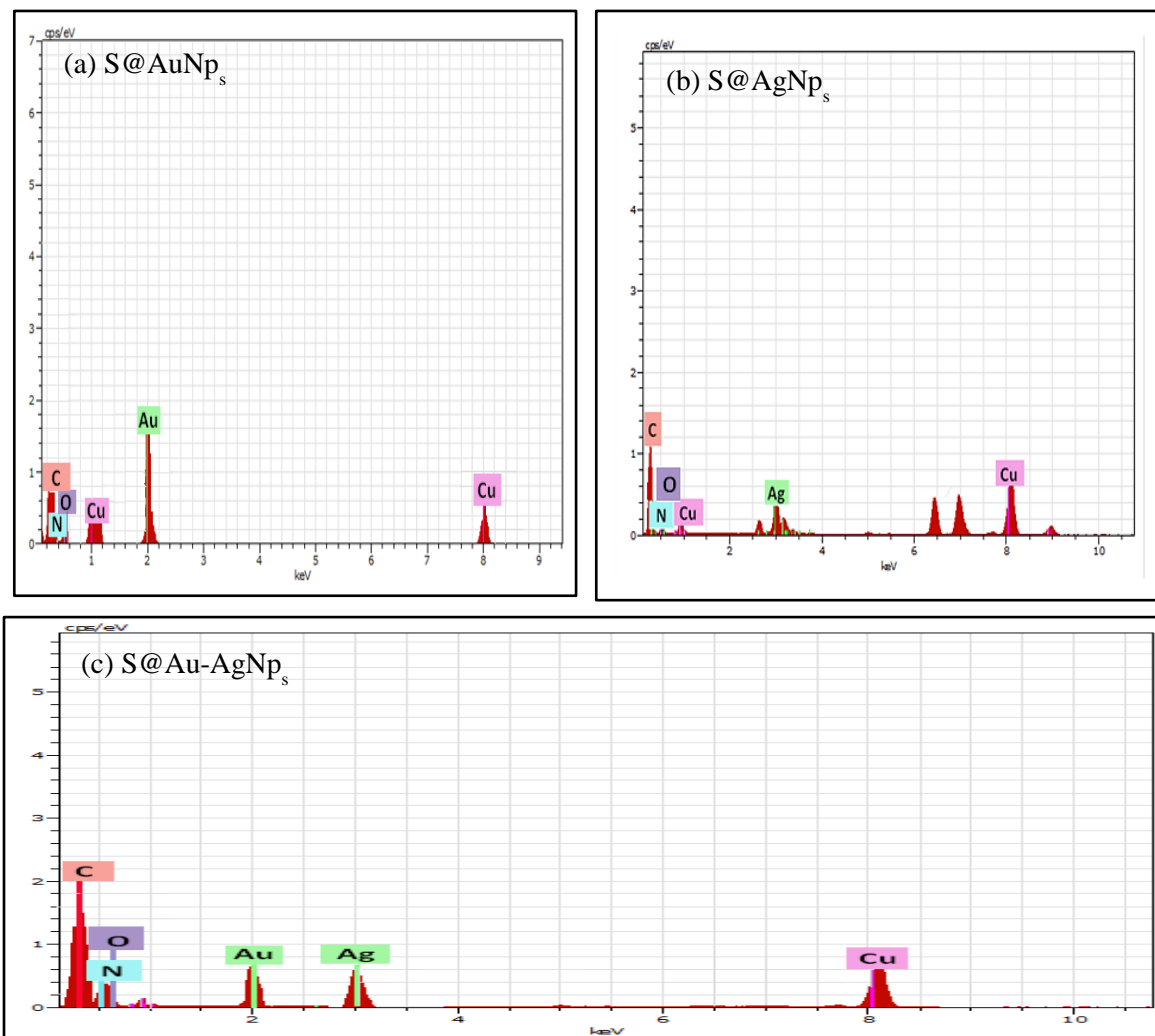 cps/eV
(a) S@AuNps
7
6
5
4
3
2
1
0
Au
C
O
N
Cu
Cu
1 2 3 4 5 6 7 8 9
keV
cps/eV
(b) S@AgNps
5
4
3
2
1
0
C
O
N
Cu
Ag
Cu
2 4 6 8 10
keV
cps/eV
(c) S@Au-AgNps
5
4
3
2
1
0
C
O
N
Au
Ag
Cu
2 4 6 8 10
keV